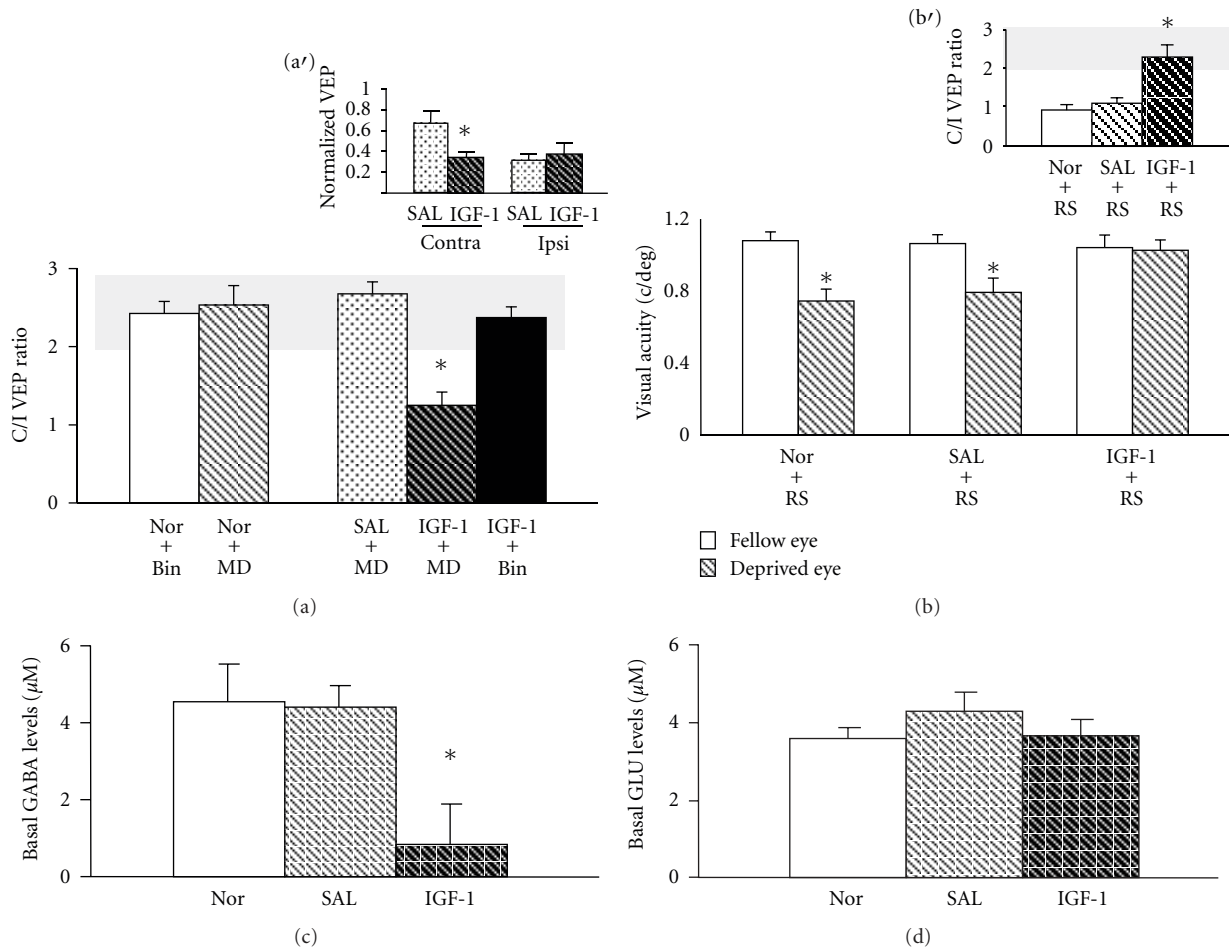 (a′)
Normalized VEP
1
0.8
0.6
0.4
0.2
*
SAL IGF-1 SAL IGF-1
Contra Ipsi
C/I VEP ratio
3
2
1
0
*
Nor + Bin
Nor + MD
SAL + MD
IGF-1 + MD
IGF-1 + Bin
(a)
(b′)
C/I VEP ratio
3
2
1
0
*
Nor + RS
SAL + RS
IGF-1 + RS
Visual acuity (c/deg)
1.2
0.8
0.4
0
*
*
Nor + RS
SAL + RS
IGF-1 + RS
Fellow eye
Deprived eye
(b)
Basal GABA levels (μM)
6
4
2
0
*
Nor SAL IGF-1
(c)
Basal GLU levels (μM)
6
4
2
0
Nor SAL IGF-1
(d)